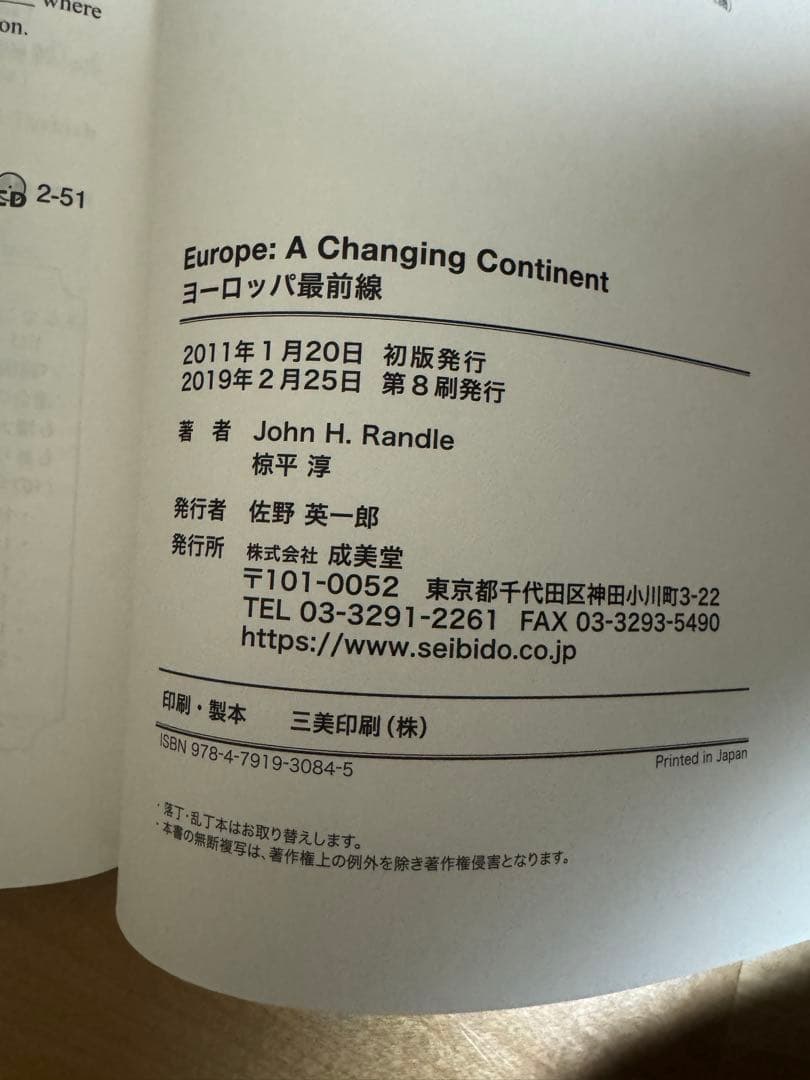 where
on.
CD 2-51
Europe: A Changing Continent
ヨーロッパ最前線
2011年1月20日 初版発行
2019年2月25日 第8刷発行
著 者 John H. Randle
椋平 淳
発行者 佐野 英一郎
発行所 株式会社 成美堂
〒101-0052 東京都千代田区神田小川町3-22
TEL 03-3291-2261 FAX 03-3293-5490
https://www.seibido.co.jp
印刷・製本 三美印刷(株)
ISBN 978-4-7919-3084-5 Printed in Japan
・落丁・乱丁本はお取り替えします。
・本書の無断複写は、著作権上の例外を除き著作権侵害となります。